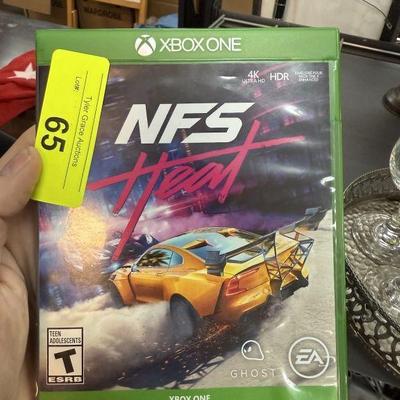 XBOX ONE
4K
ULTRA HD
HDR
NFS
Heat
Tyler Grace Auctions
Lot#:
65
TEEN
ADOLESCENTS
T
ESRB
GHOST
EA
XBOX ONE